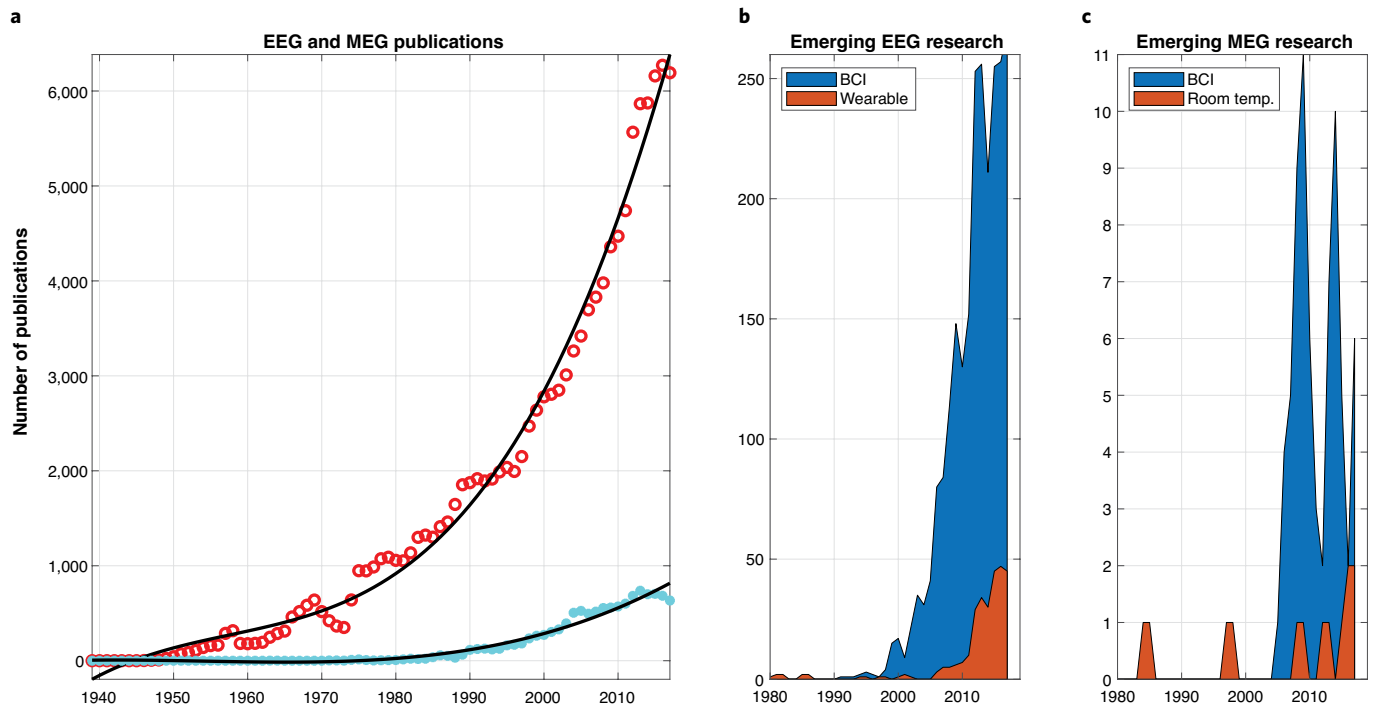 a
EEG and MEG publications
Number of publications
6,000
5,000
4,000
3,000
2,000
1,000
0
1940 1950 1960 1970 1980 1990 2000 2010
b
Emerging EEG research
BCI
Wearable
250
200
150
100
50
0
1980 1990 2000 2010
c
Emerging MEG research
BCI
Room temp.
11
10
9
8
7
6
5
4
3
2
1
0
1980 1990 2000 2010